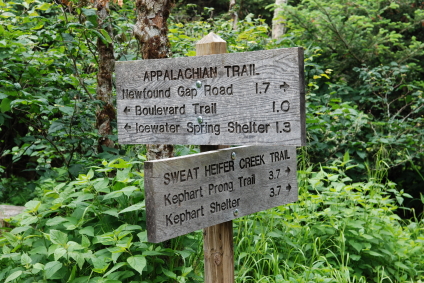 APPALACHIAN TRAIL
Newfound Gap Road 1.7 →
← Boulevard Trail 1.0
← Icewater Spring Shelter 1.3
SWEAT HEIFER CREEK TRAIL
Kephart Prong Trail 3.7 →
Kephart Shelter 3.7 →